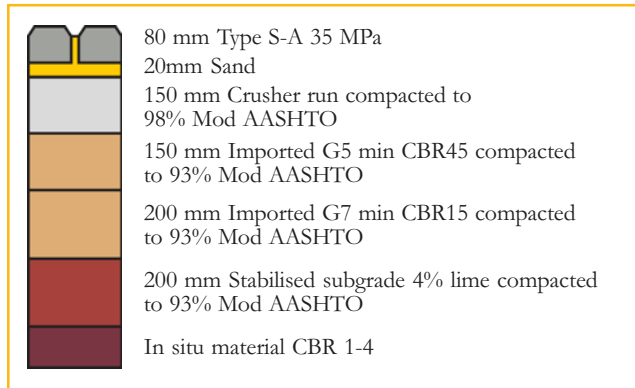 80 mm Type S-A 35 MPa
20mm Sand
150 mm Crusher run compacted to
98% Mod AASHTO
150 mm Imported G5 min CBR45 compacted
to 93% Mod AASHTO
200 mm Imported G7 min CBR15 compacted
to 93% Mod AASHTO
200 mm Stabilised subgrade 4% lime compacted
to 93% Mod AASHTO
In situ material CBR 1-4